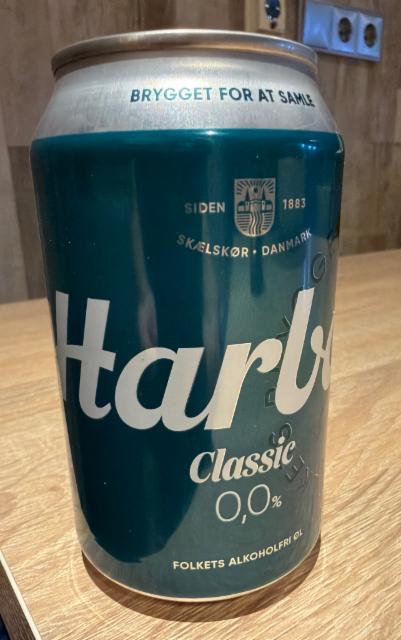 BRYGGET FOR AT SAMLE
SIDEN 1883
SKÆLSKØR • DANMARK
Harb
Classic
0,0%
FOLKETS ALKOHOLFRI ØL